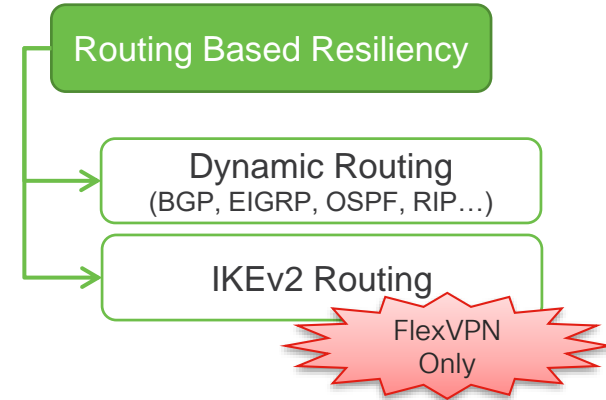 Routing Based Resiliency
Dynamic Routing
(BGP, EIGRP, OSPF, RIP…)
IKEv2 Routing
FlexVPN
Only